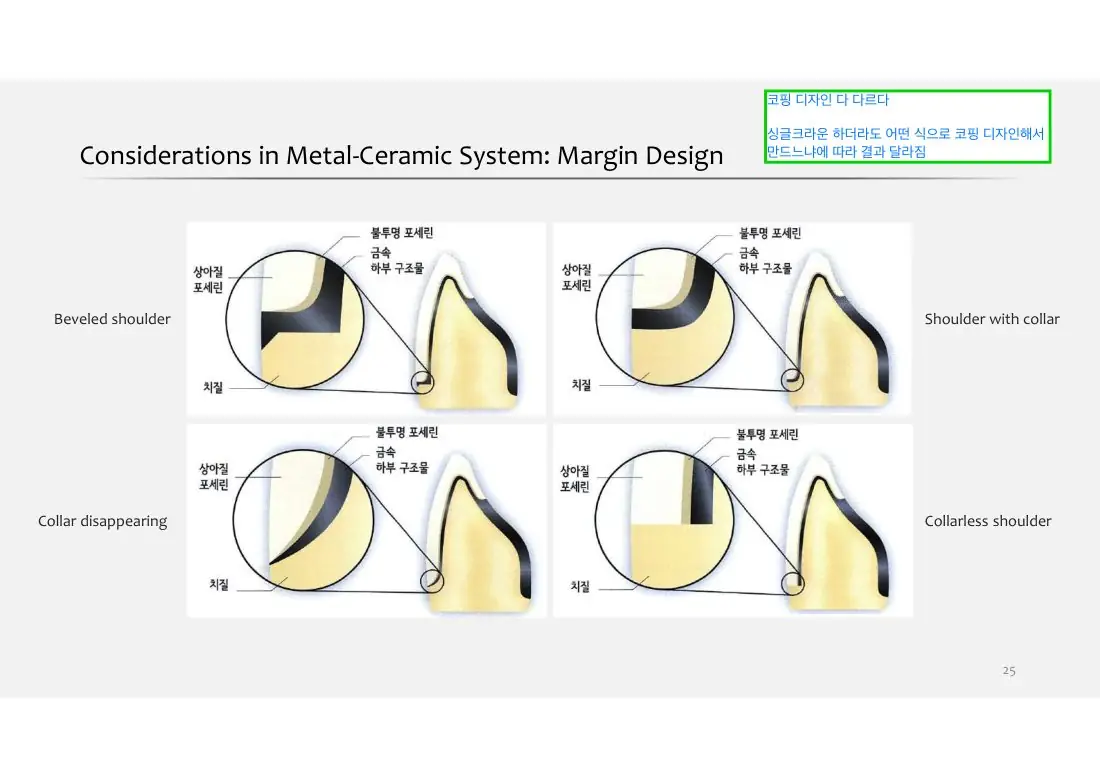 코핑 디자인 다 다르다
싱글크라운 하더라도 어떤 식으로 코핑 디자인해서
만드느냐에 따라 결과 달라짐
Considerations in Metal-Ceramic System: Margin Design
Beveled shoulder
불투명 포세린
금속
하부 구조물
상아질
포세린
치질
불투명 포세린
금속
하부 구조물
상아질
포세린
치질
Shoulder with collar
Collar disappearing
불투명 포세린
금속
하부 구조물
상아질
포세린
치질
불투명 포세린
금속
하부 구조물
상아질
포세린
치질
Collarless shoulder
25